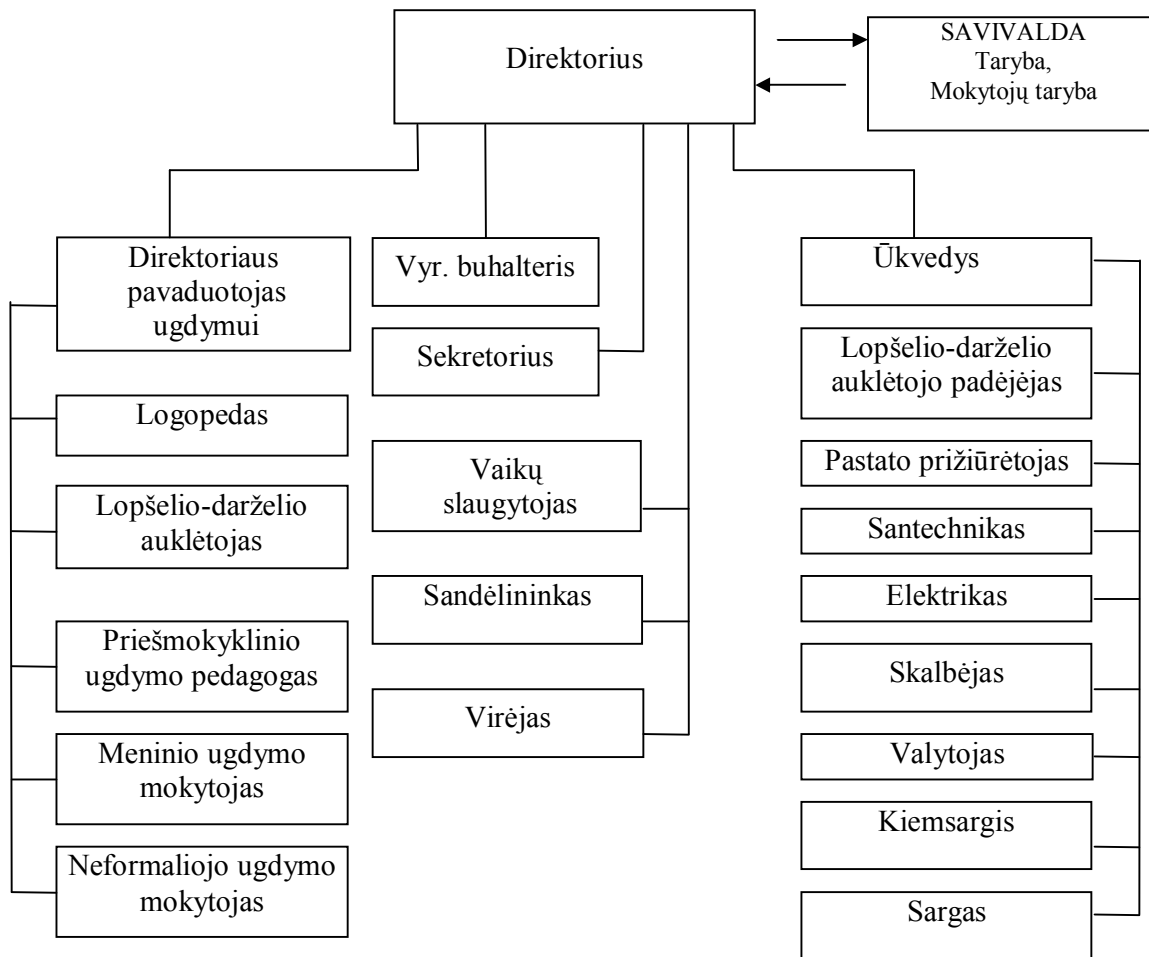 Direktorius
SAVIVALDA
Taryba,
Mokytojų taryba
Direktoriaus
pavaduotojas
ugdymui
Logopedas
Lopšelio-darželio
auklėtojas
Priešmokyklinio
ugdymo pedagogas
Meninio ugdymo
mokytojas
Neformaliojo ugdymo
mokytojas
Vyr. buhalteris
Sekretorius
Vaikų
slaugytojas
Sandėlininkas
Virėjas
Ūkvedys
Lopšelio-darželio
auklėtojo padėjėjas
Pastato prižiūrėtojas
Santechnikas
Elektrikas
Skalbėjas
Valytojas
Kiemsargis
Sargas